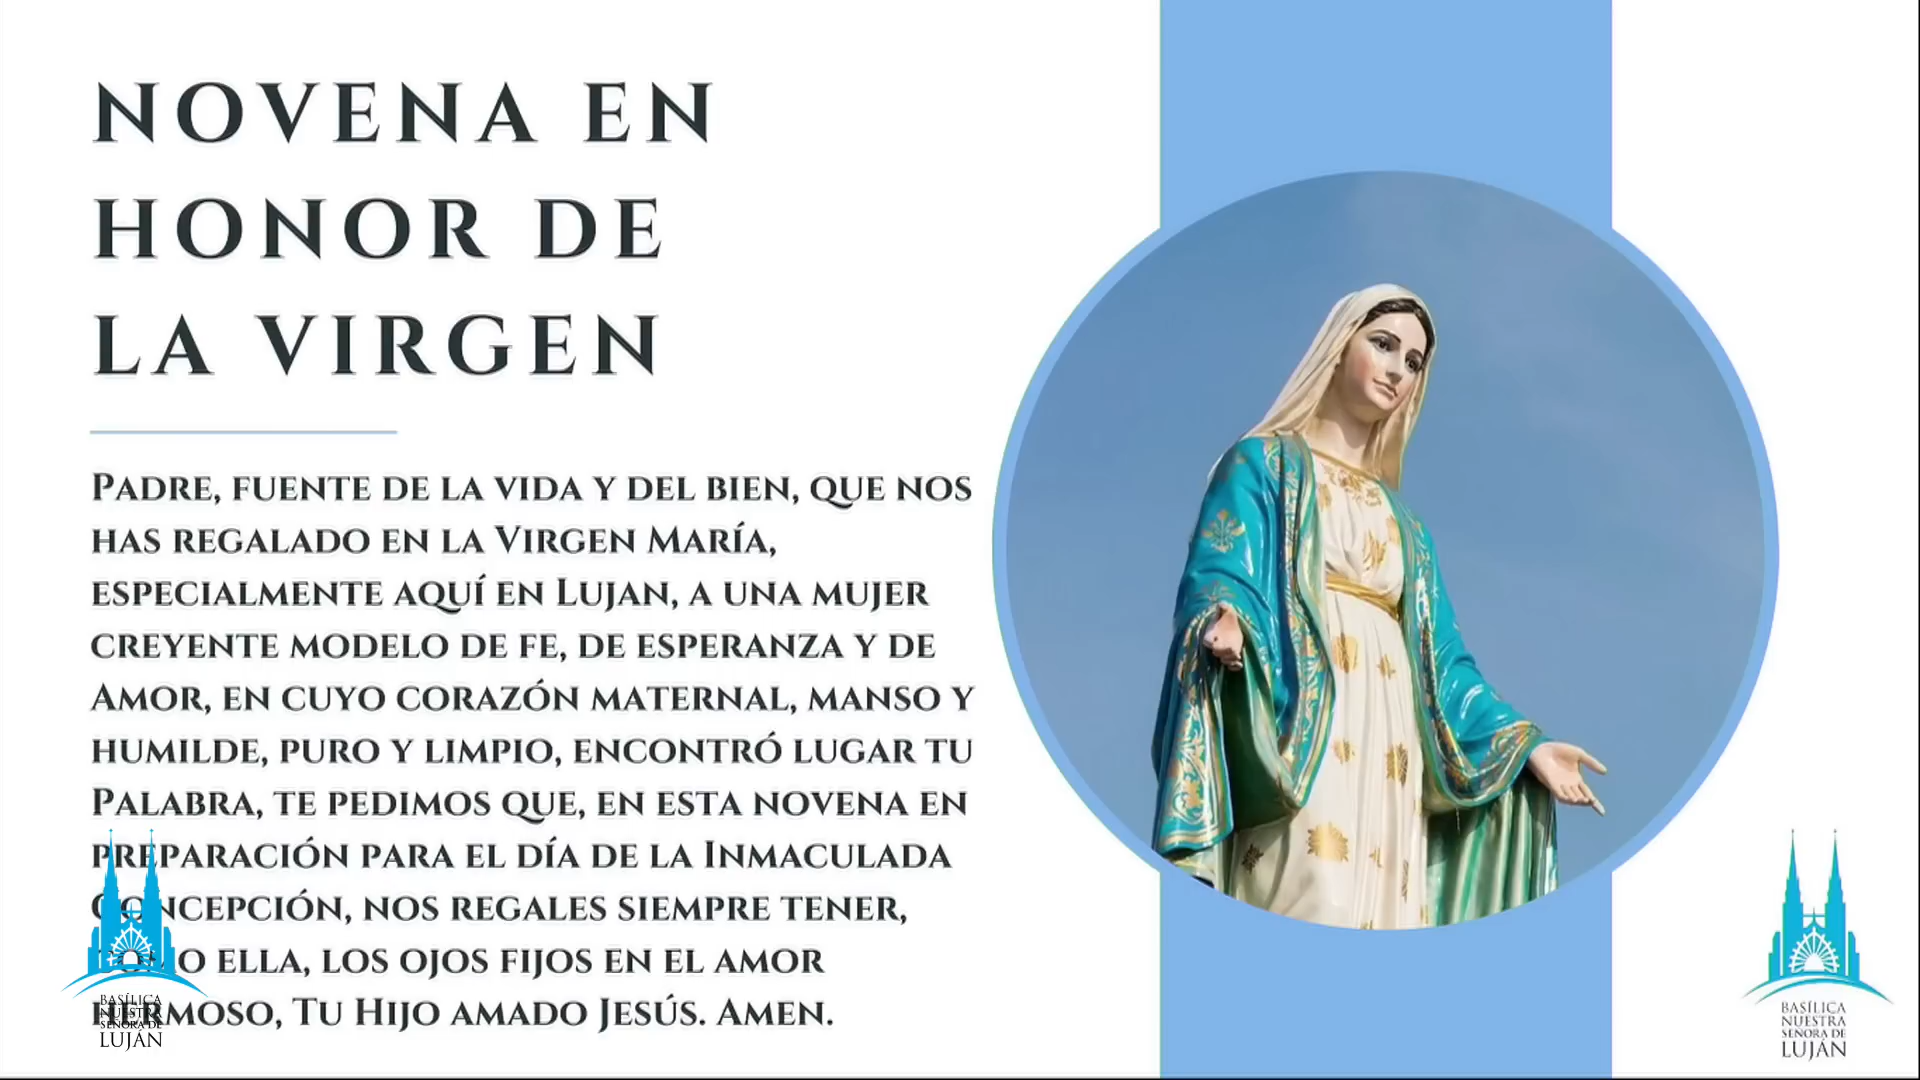 NOVENA EN
HONOR DE
LA VIRGEN
Padre, fuente de la vida y del bien, que nos
has regalado en la Virgen María,
especialmente aquí en Lujan, a una mujer
creyente modelo de fe, de esperanza y de
Amor, en cuyo corazón maternal, manso y
humilde, puro y limpio, encontró lugar tu
Palabra, te pedimos que, en esta novena en
preparación para el día de la Inmaculada
Concepción, nos regales siempre tener,
como ella, los ojos fijos en el amor
hermoso, Tu Hijo amado Jesús. Amen.
BASÍLICA
NUESTRA
SEÑORA DE
LUJÁN
BASÍLICA
NUESTRA
SEÑORA DE
LUJÁN